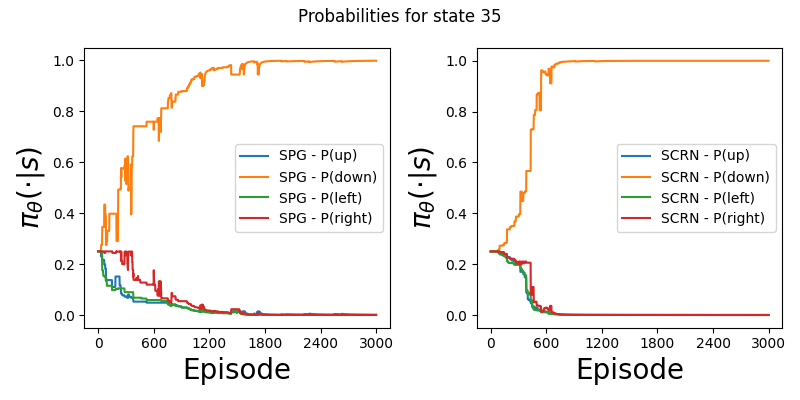 Probabilities for state 35
π_θ(·|s)
1.0
0.8
0.6
0.4
0.2
0.0
SPG - P(up)
SPG - P(down)
SPG - P(left)
SPG - P(right)
0 600 1200 1800 2400 3000
Episode
π_θ(·|s)
1.0
0.8
0.6
0.4
0.2
0.0
SCRN - P(up)
SCRN - P(down)
SCRN - P(left)
SCRN - P(right)
0 600 1200 1800 2400 3000
Episode